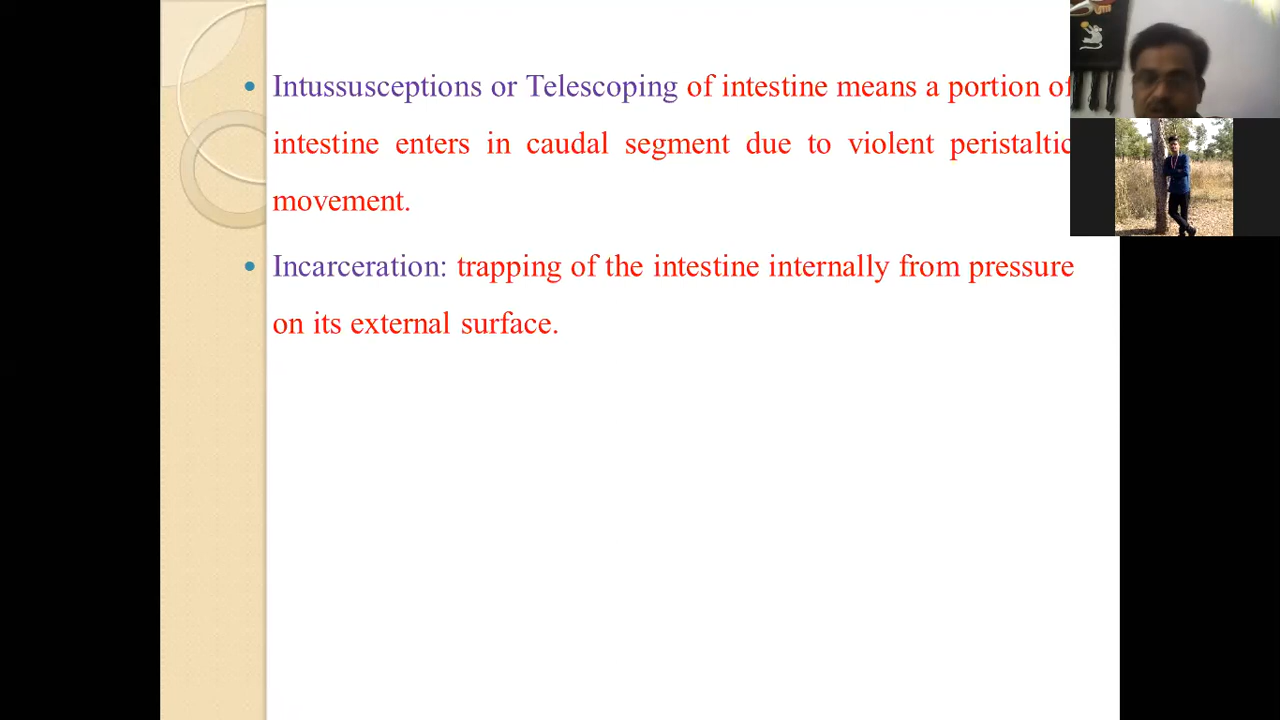 Intussusceptions or Telescoping of intestine means a portion of
intestine enters in caudal segment due to violent peristaltic
movement.
Incarceration: trapping of the intestine internally from pressure
on its external surface.